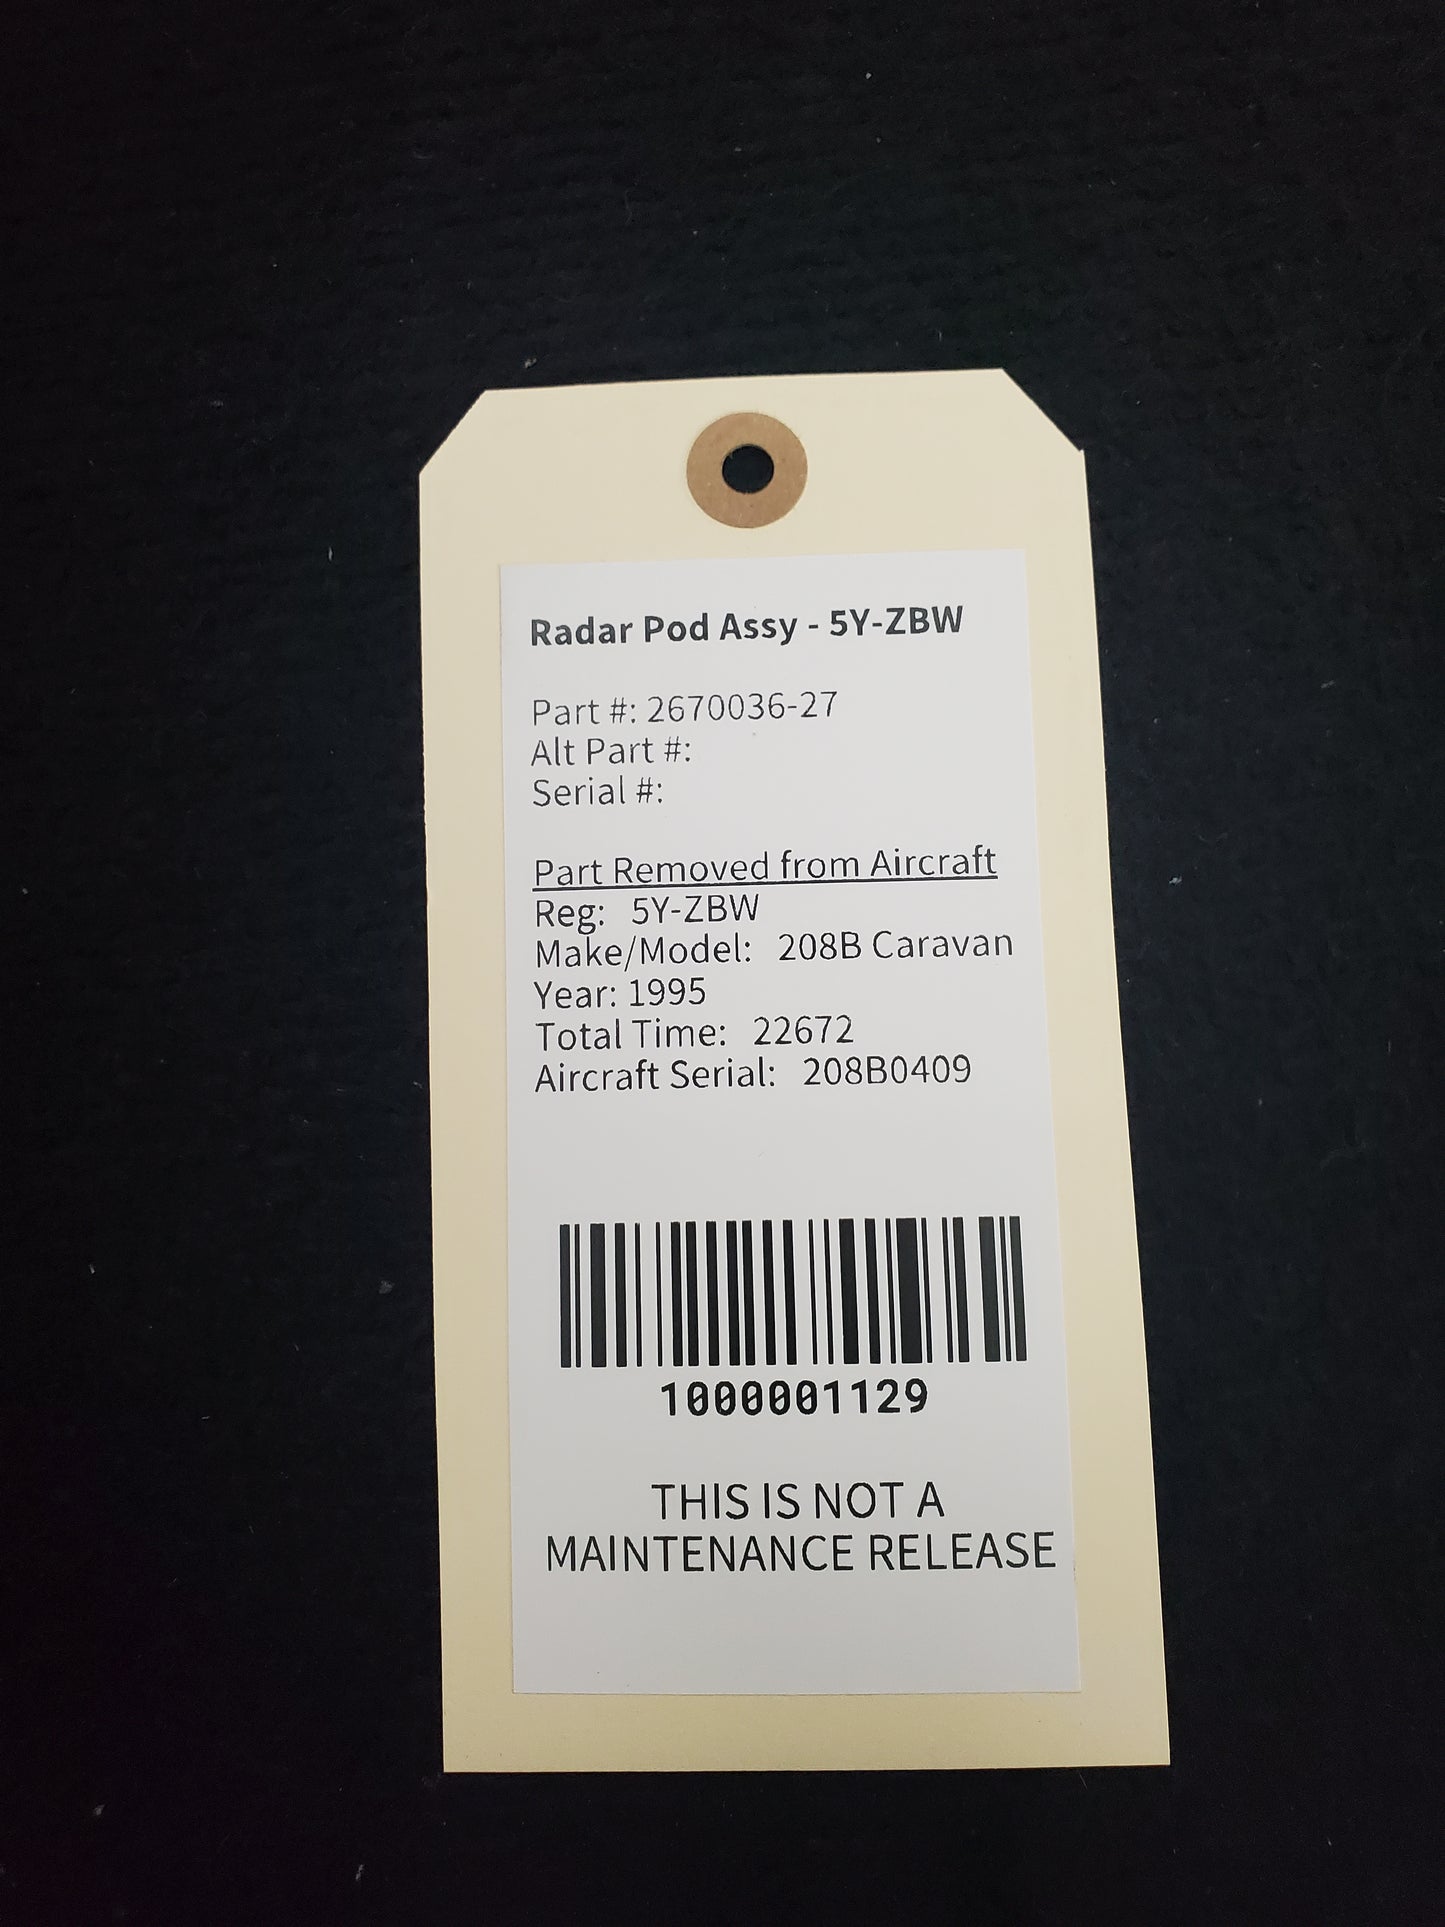 Radar Pod Assy - 5Y-ZBW
Part #: 2670036-27
Alt Part #:
Serial #:
Part Removed from Aircraft
Reg: 5Y-ZBW
Make/Model: 208B Caravan
Year: 1995
Total Time: 22672
Aircraft Serial: 208B0409
1000001129
THIS IS NOT A
MAINTENANCE RELEASE